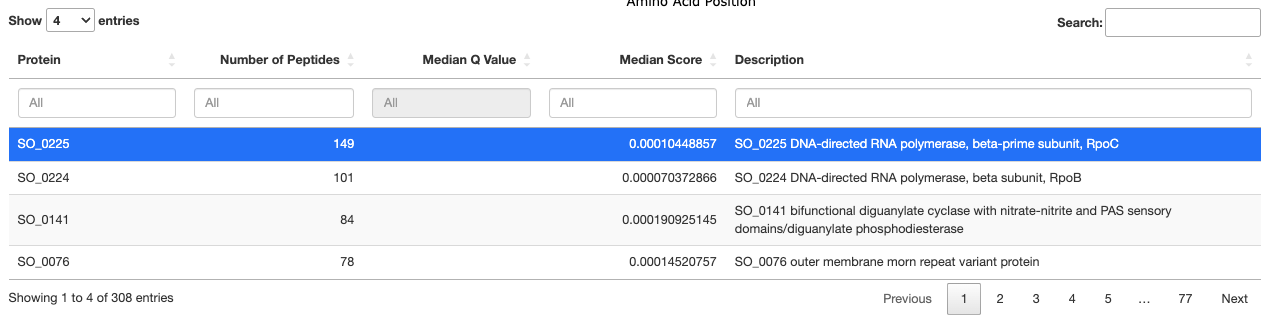 Amino Acid Position
Show 4 entries
Search:
Protein Number of Peptides Median Q Value Median Score Description
All All All All All
SO_0225 149 0.00010448857 SO_0225 DNA-directed RNA polymerase, beta-prime subunit, RpoC
SO_0224 101 0.000070372866 SO_0224 DNA-directed RNA polymerase, beta subunit, RpoB
SO_0141 84 0.000190925145 SO_0141 bifunctional diguanylate cyclase with nitrate-nitrite and PAS sensory
domains/diguanylate phosphodiesterase
SO_0076 78 0.00014520757 SO_0076 outer membrane morn repeat variant protein
Showing 1 to 4 of 308 entries
Previous 1 2 3 4 5 ... 77 Next